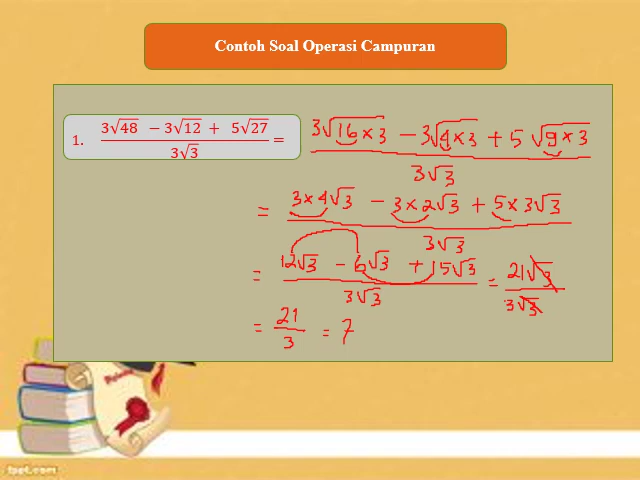 Contoh Soal Operasi Campuran
1. (3√48 − 3√12 + 5√27)/(3√3) =
(3√16×3 − 3√4×3 + 5√9×3)/(3√3)
= (3×4√3 − 3×2√3 + 5×3√3)/(3√3)
= (12√3 − 6√3 + 15√3)/(3√3) = 21√3/3√3
= 21/3 = 7
fppt.com